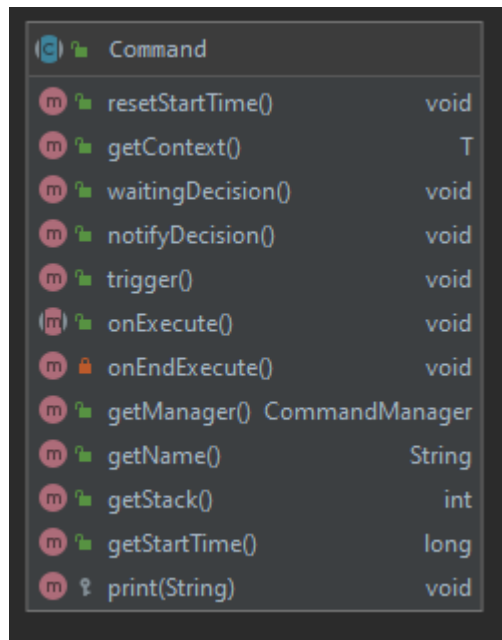 Command
resetStartTime() void
getContext() T
waitingDecision() void
notifyDecision() void
trigger() void
onExecute() void
onEndExecute() void
getManager() CommandManager
getName() String
getStack() int
getStartTime() long
print(String) void